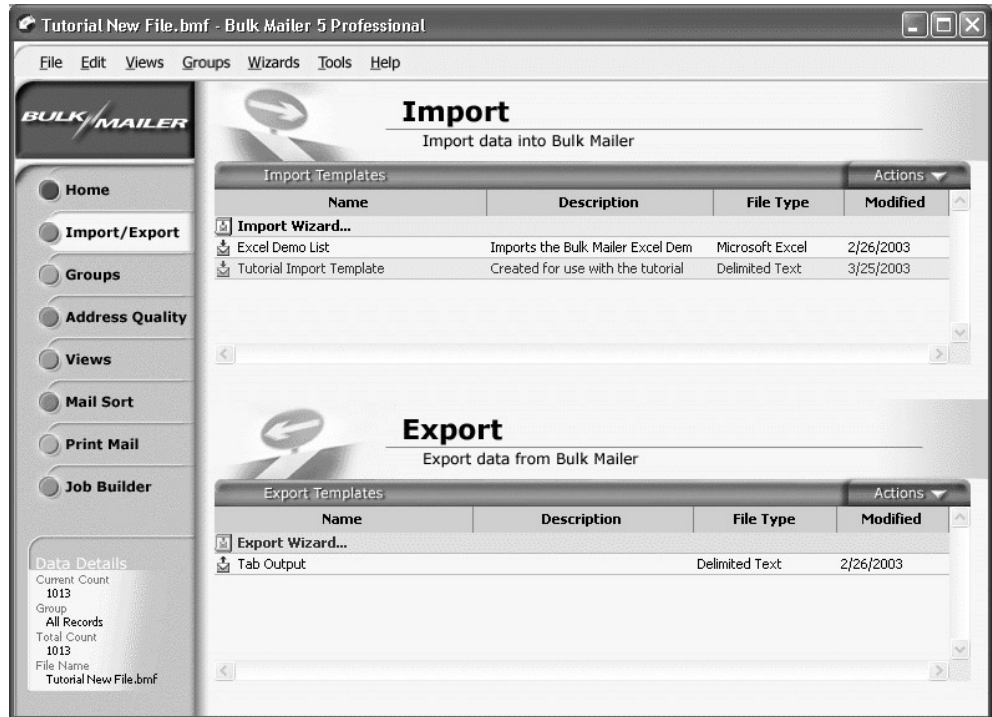 Tutorial New File.bmf - Bulk Mailer 5 Professional
File Edit Views Groups Wizards Tools Help
BULK MAILER
Home
Import/Export
Groups
Address Quality
Views
Mail Sort
Print Mail
Job Builder
Data Details
Current Count
1013
Group
All Records
Total Count
1013
File Name
Tutorial New File.bmf
Import
Import data into Bulk Mailer
Import Templates Actions
Name Description File Type Modified
Import Wizard...
Excel Demo List Imports the Bulk Mailer Excel Dem Microsoft Excel 2/26/2003
Tutorial Import Template Created for use with the tutorial Delimited Text 3/25/2003
Export
Export data from Bulk Mailer
Export Templates Actions
Name Description File Type Modified
Export Wizard...
Tab Output Delimited Text 2/26/2003